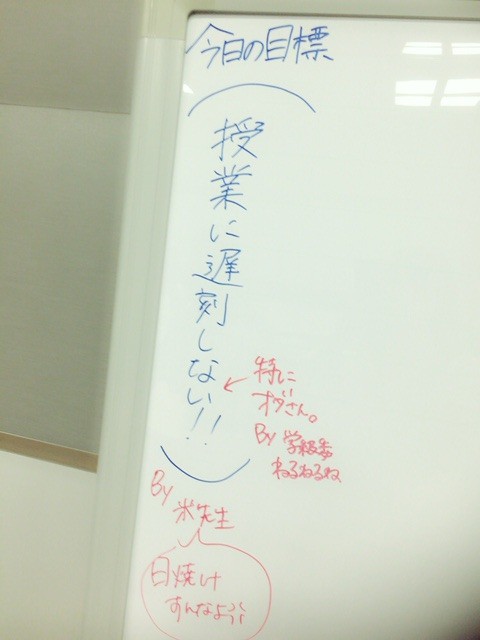 今日の目標
授業に遅刻しない!!
特に
オダさん。
By 学級委
ねるねるね
By
米先生
日焼け
すんなよ